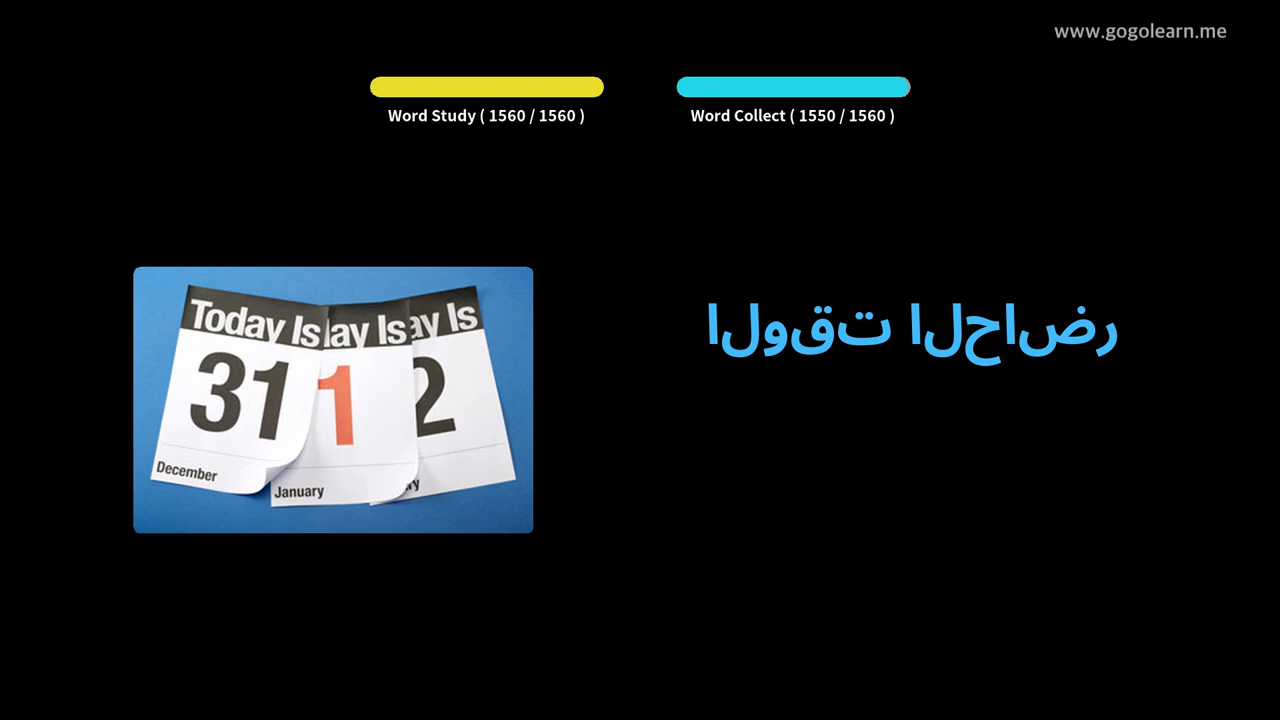 www.gogolearn.me
Word Study ( 1560 / 1560 )
Word Collect ( 1550 / 1560 )
Today Is
31
December
lay Is
1
January
ay Is
2
ry
الوقت الحاضر